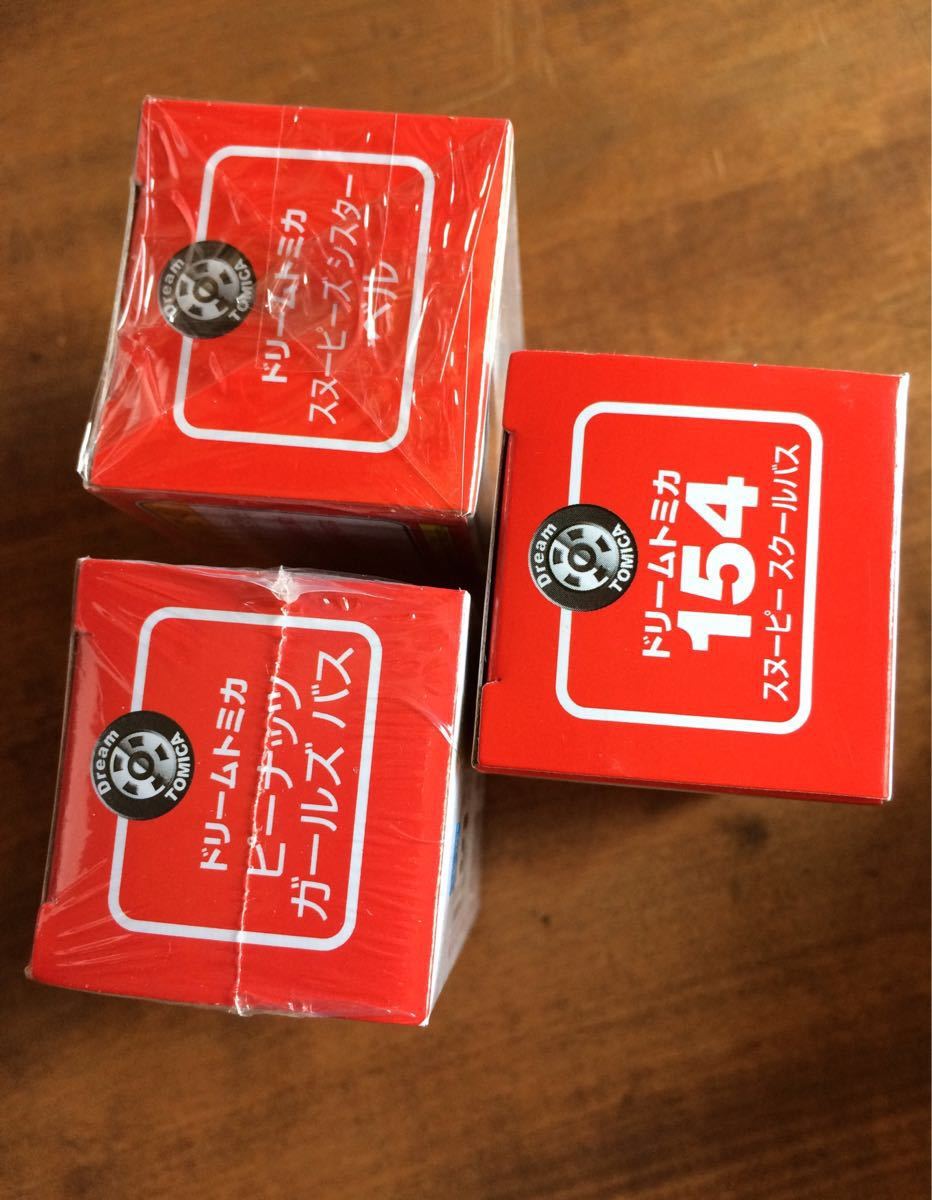 Dream TOMICA
ドリームトミカ
スヌーピーズ シスター
ベル
Dream TOMICA
ドリームトミカ
154
スヌーピー スクールバス
Dream TOMICA
ドリームトミカ
ピーナッツ
ガールズ バス